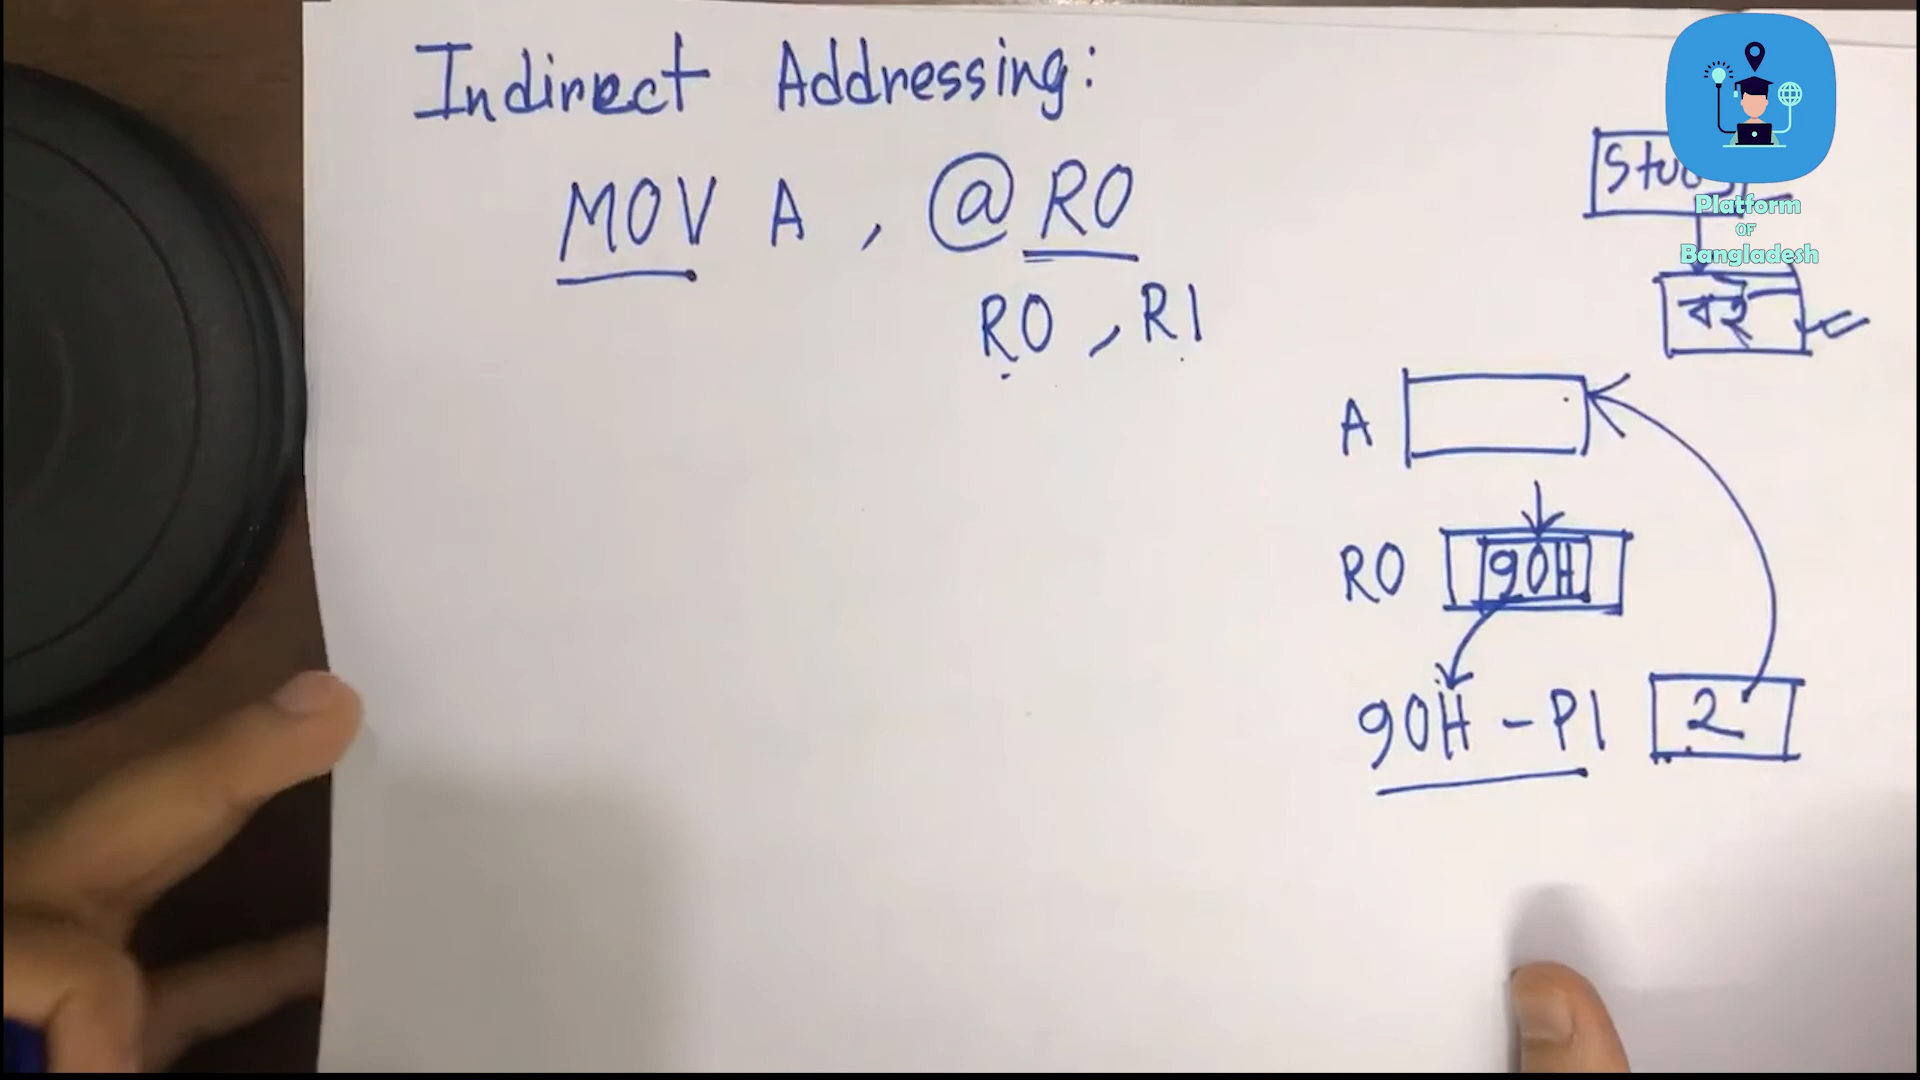 Indirect Addressing:
MOV A , @ R0
R0 , R1
Platform
OF
Bangladesh
বই
A
R0 90H
90H - P1 2